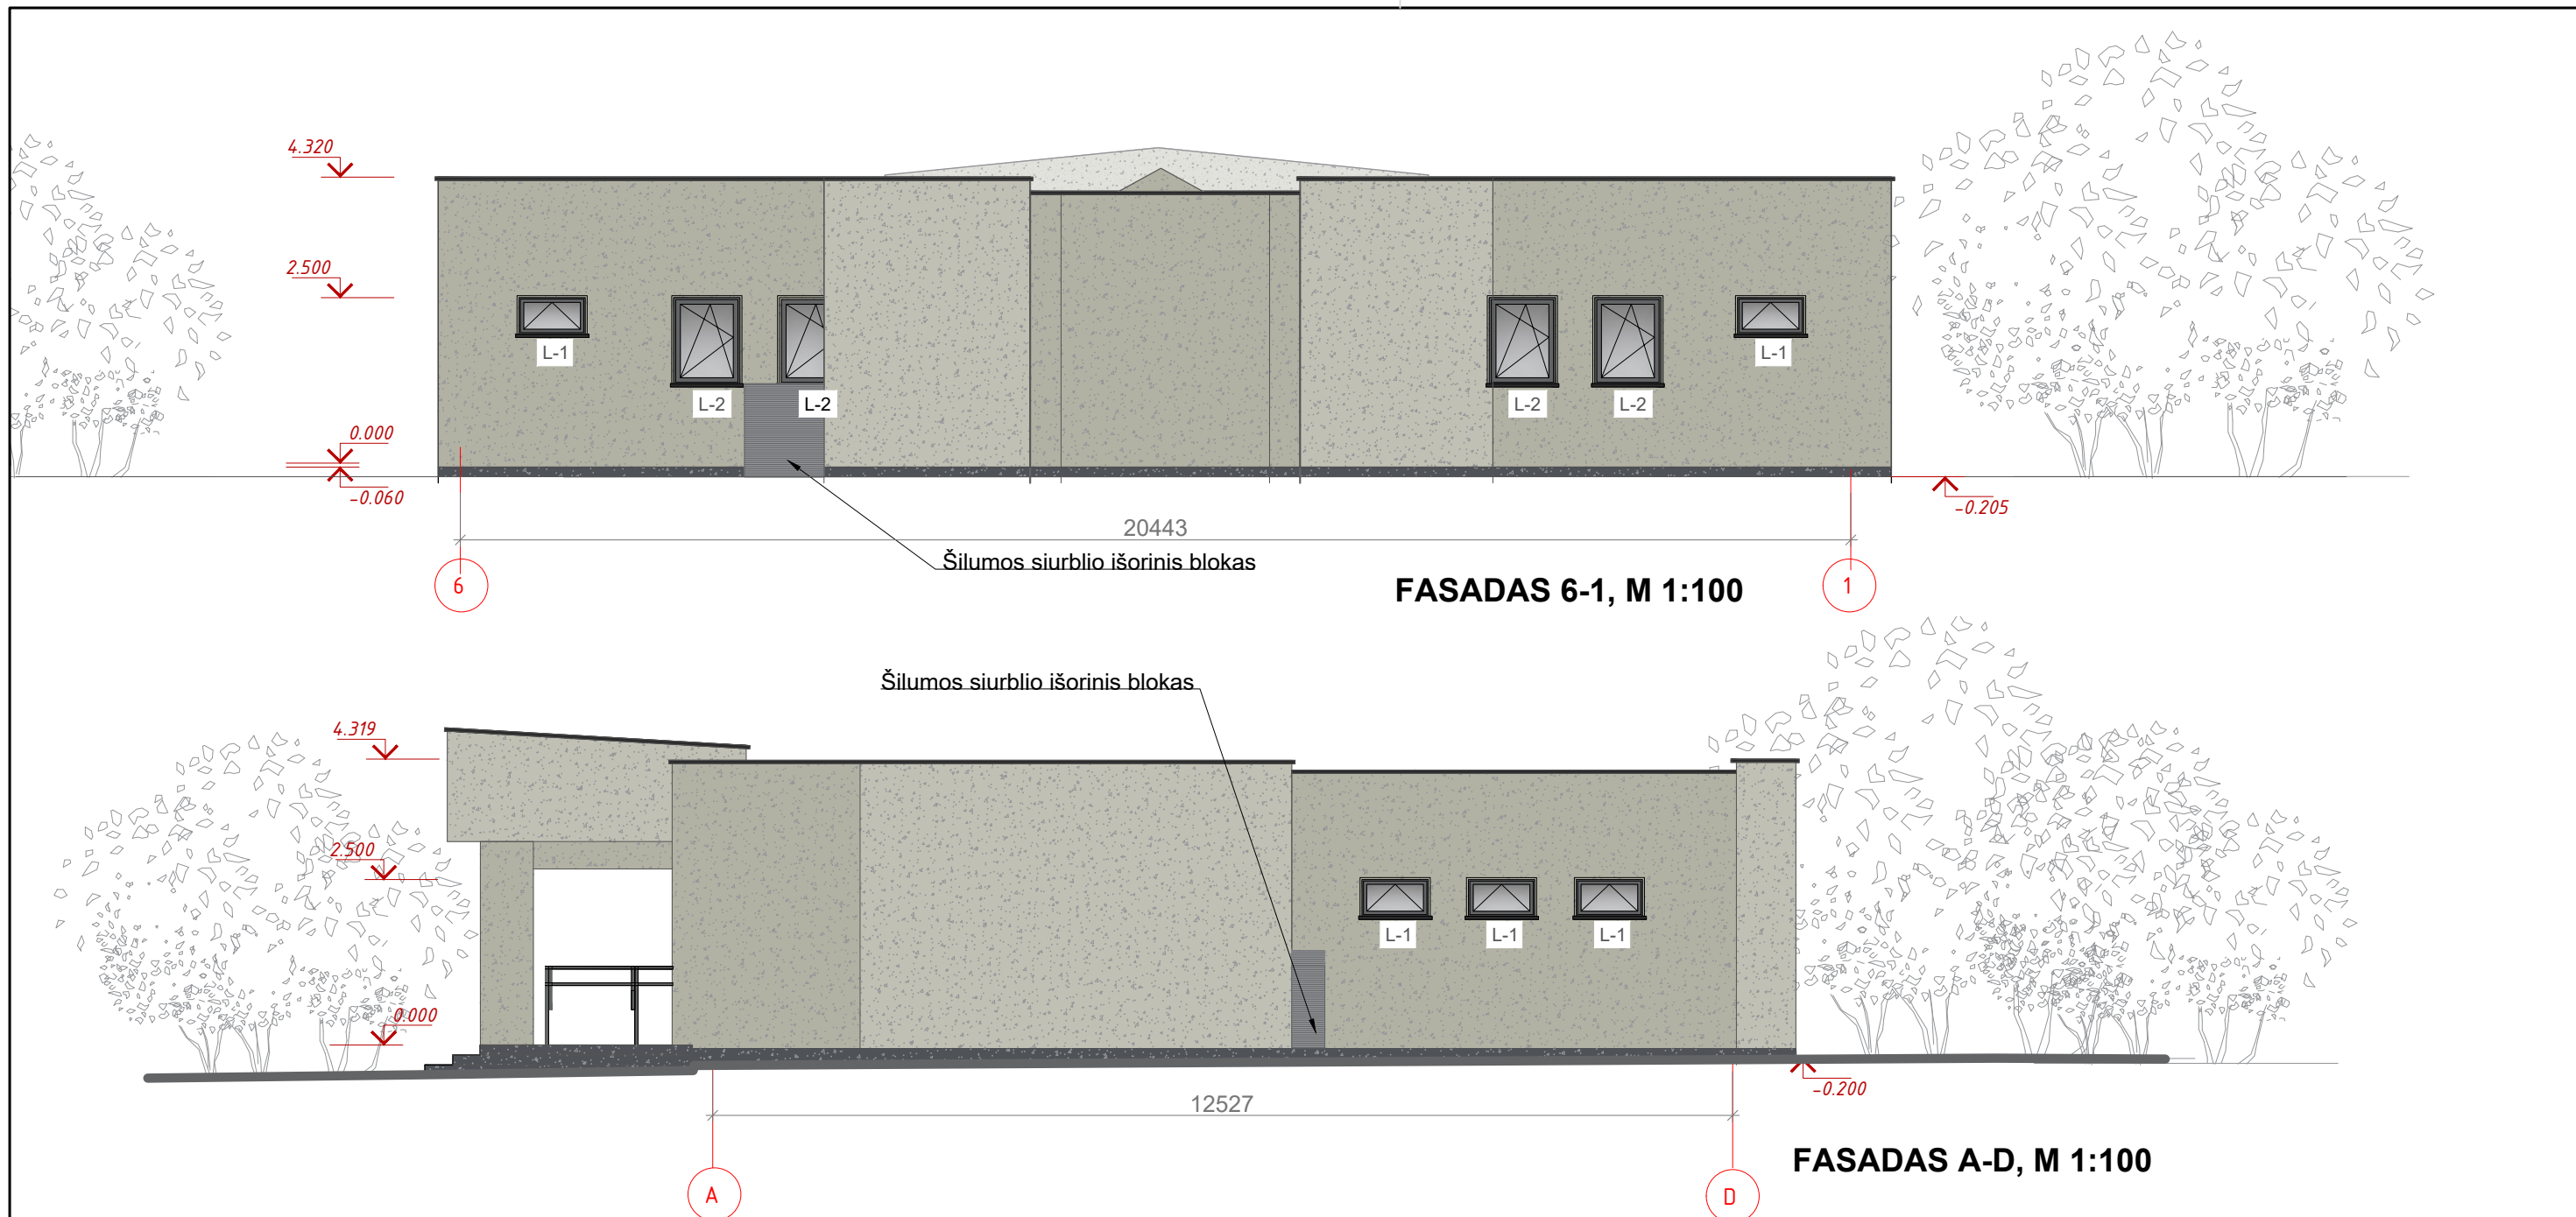 4.320
2.500
L-1
L-1
L-2
L-2
L-2
L-2
0.000
-0.060
-0.205
20443
Šilumos siurblio išorinis blokas
6
FASADAS 6-1, M 1:100
1
Šilumos siurblio išorinis blokas
4.319
2.500
L-1
L-1
L-1
0.000
-0.200
12527
FASADAS A-D, M 1:100
A
D